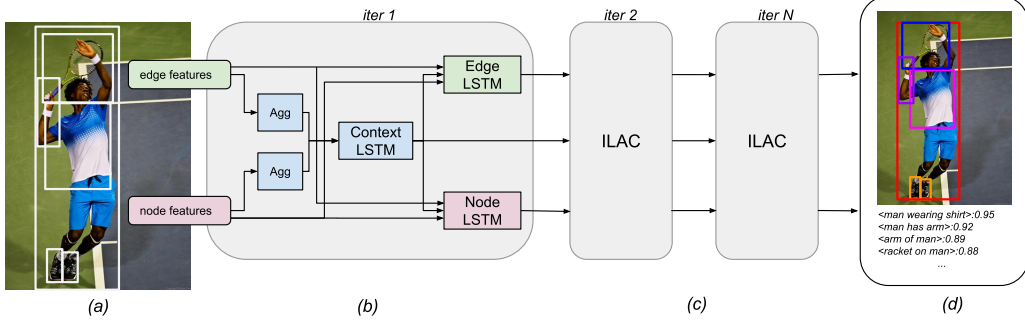 iter 1
iter 2
iter N
edge features
node features
Agg
Agg
Context
LSTM
Edge
LSTM
Node
LSTM
ILAC
ILAC
<man wearing shirt>:0.95
<man has arm>:0.92
<arm of man>:0.89
<racket on man>:0.88
...
(a)
(b)
(c)
(d)